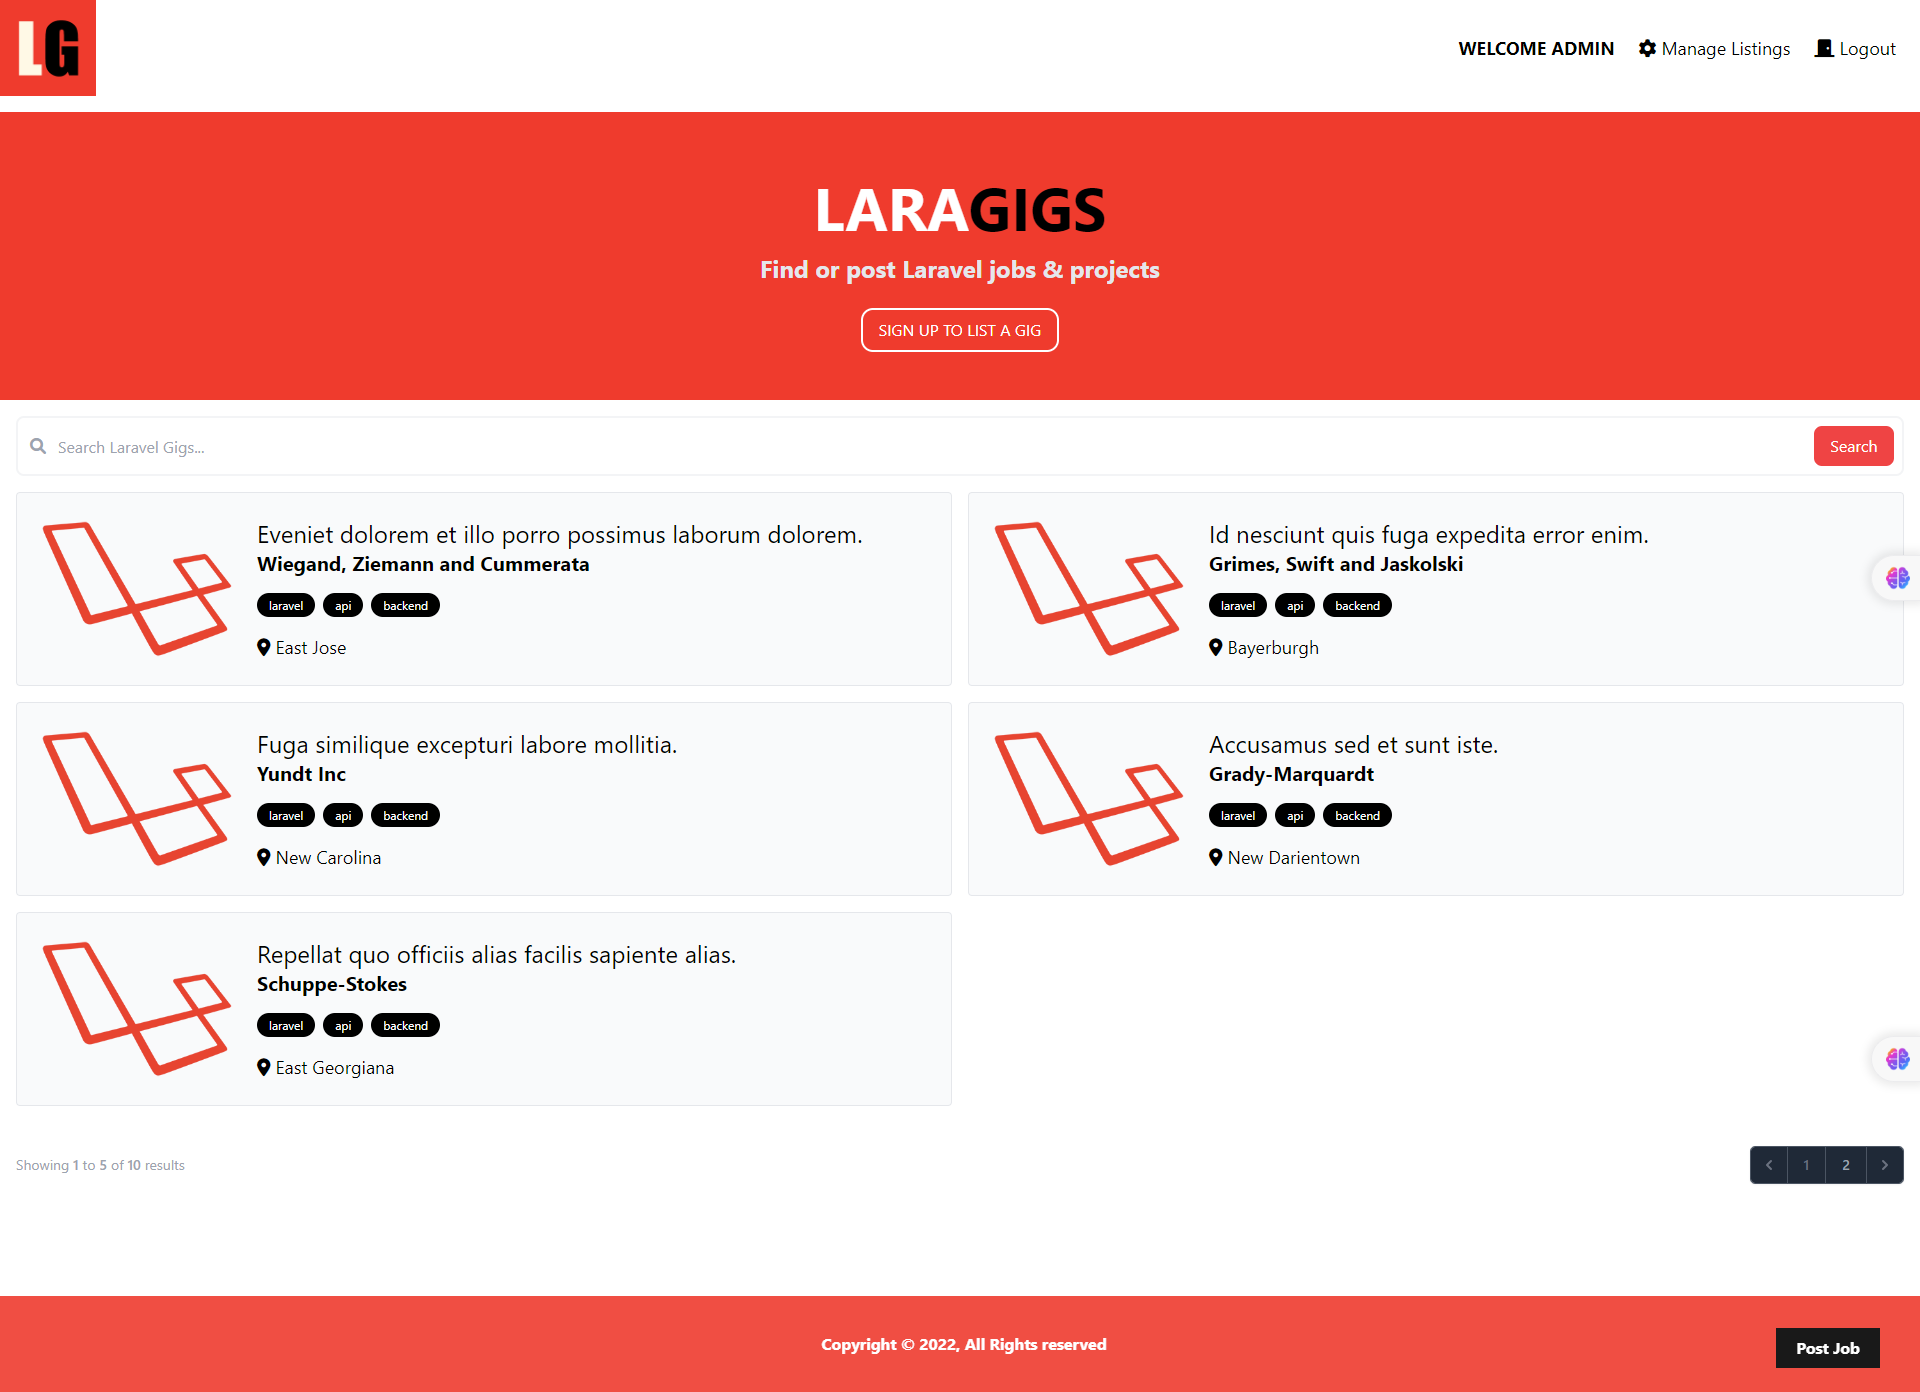 LG
WELCOME ADMIN Manage Listings Logout
LARAGIGS
Find or post Laravel jobs & projects
SIGN UP TO LIST A GIG
Search Laravel Gigs... Search
Eveniet dolorem et illo porro possimus laborum dolorem.
Wiegand, Ziemann and Cummerata
laravel api backend
East Jose
Id nesciunt quis fuga expedita error enim.
Grimes, Swift and Jaskolski
laravel api backend
Bayerburgh
Fuga similique excepturi labore mollitia.
Yundt Inc
laravel api backend
New Carolina
Accusamus sed et sunt iste.
Grady-Marquardt
laravel api backend
New Darientown
Repellat quo officiis alias facilis sapiente alias.
Schuppe-Stokes
laravel api backend
East Georgiana
Showing 1 to 5 of 10 results
1 2
Copyright © 2022, All Rights reserved
Post Job